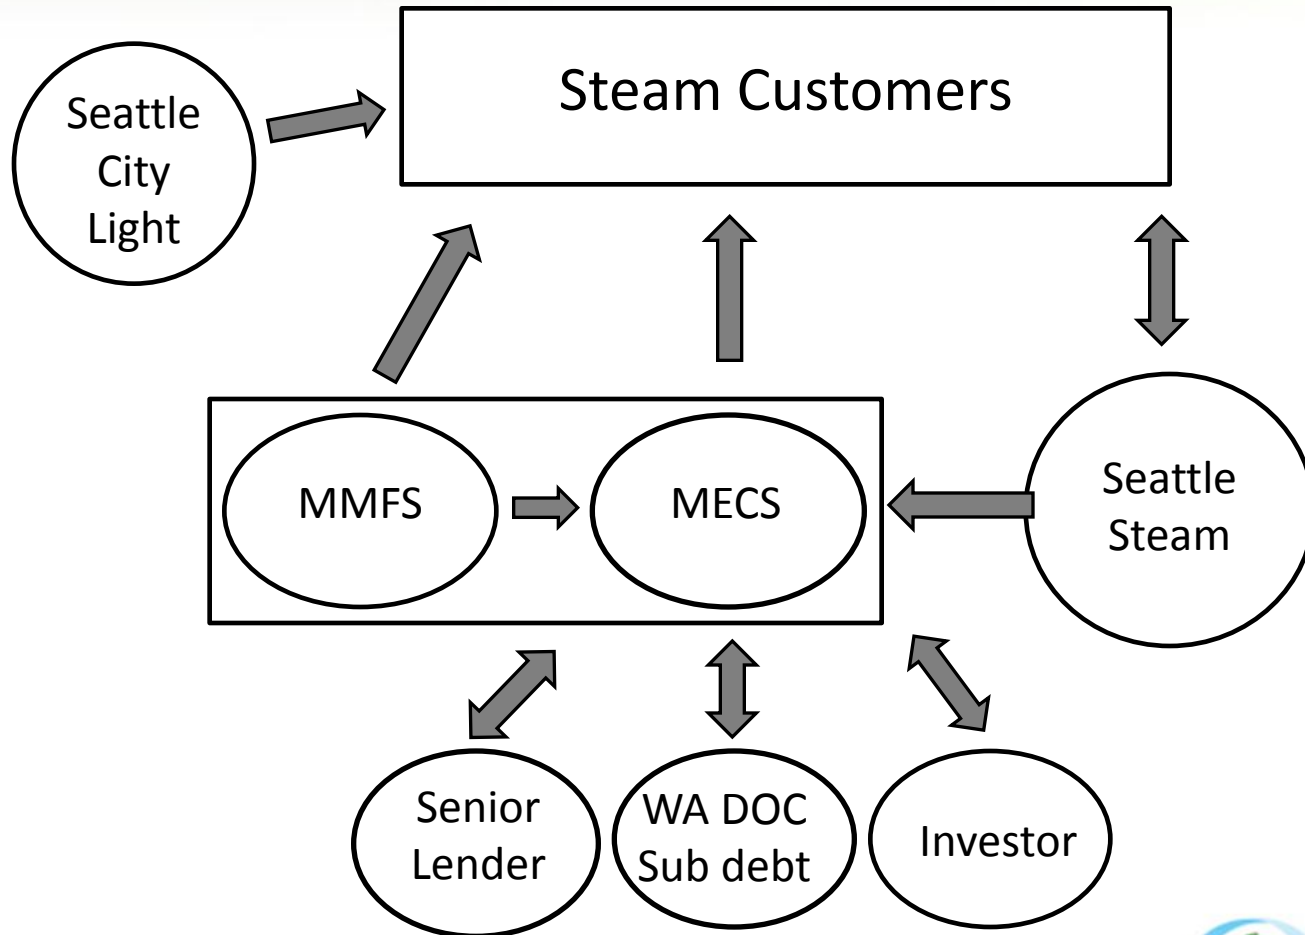 Steam Customers
Seattle
City
Light
MMFS
MECS
Seattle
Steam
Senior
Lender
WA DOC
Sub debt
Investor